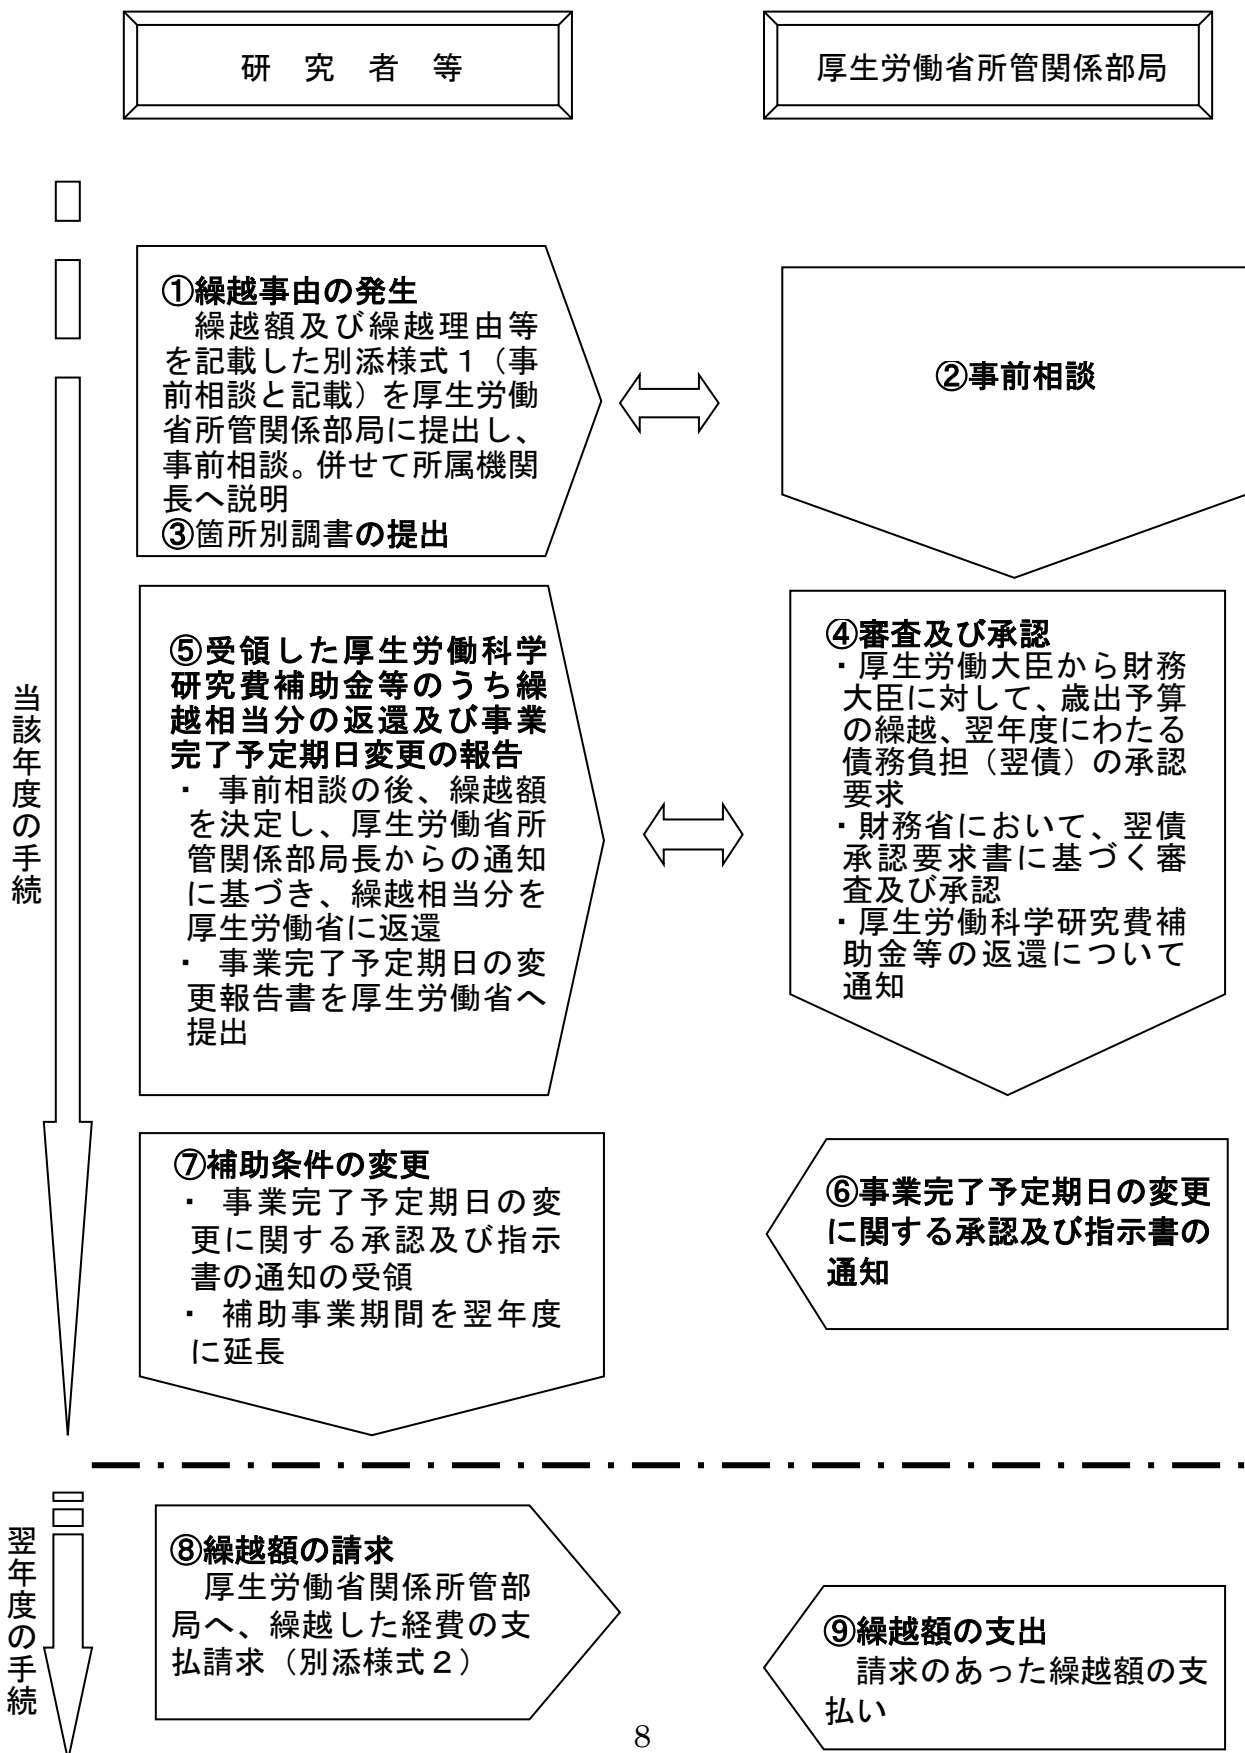 研　究　者　等
厚生労働省所管関係部局
当該年度の手続
①繰越事由の発生
　繰越額及び繰越理由等
を記載した別添様式１（事
前相談と記載）を厚生労働
省所管関係部局に提出し、
事前相談。併せて所属機関
長へ説明
③箇所別調書の提出
②事前相談
⑤受領した厚生労働科学
研究費補助金等のうち繰
越相当分の返還及び事業
完了予定期日変更の報告
・　事前相談の後、繰越額
を決定し、厚生労働省所
管関係部局長からの通知
に基づき、繰越相当分を
厚生労働省に返還
・　事業完了予定期日の変
更報告書を厚生労働省へ
提出
④審査及び承認
・厚生労働大臣から財務
大臣に対して、歳出予算
の繰越、翌年度にわたる
債務負担（翌債）の承認
要求
・財務省において、翌債
承認要求書に基づく審
査及び承認
・厚生労働科学研究費補
助金等の返還について
通知
⑦補助条件の変更
・　事業完了予定期日の変
更に関する承認及び指示
書の通知の受領
・　補助事業期間を翌年度
に延長
⑥事業完了予定期日の変更
に関する承認及び指示書の
通知
翌年度の手続
⑧繰越額の請求
　厚生労働省関係所管部
局へ、繰越した経費の支
払請求（別添様式２）
⑨繰越額の支出
　請求のあった繰越額の支
払い
8